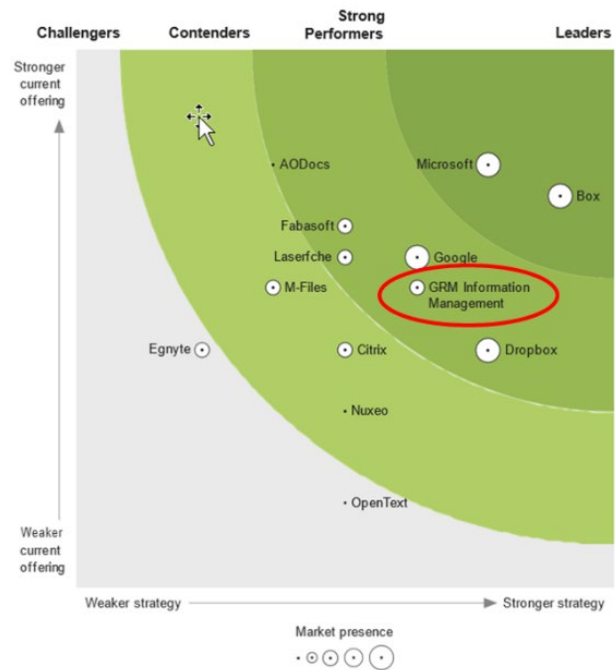 Challengers
Contenders
Strong
Performers
Leaders
Stronger
current
offering
AODocs
Microsoft
Box
Fabasoft
Laserfche
Google
M-Files
GRM Information
Management
Egnyte
Citrix
Dropbox
Nuxeo
OpenText
Weaker
current
offering
Weaker strategy
Stronger strategy
Market presence